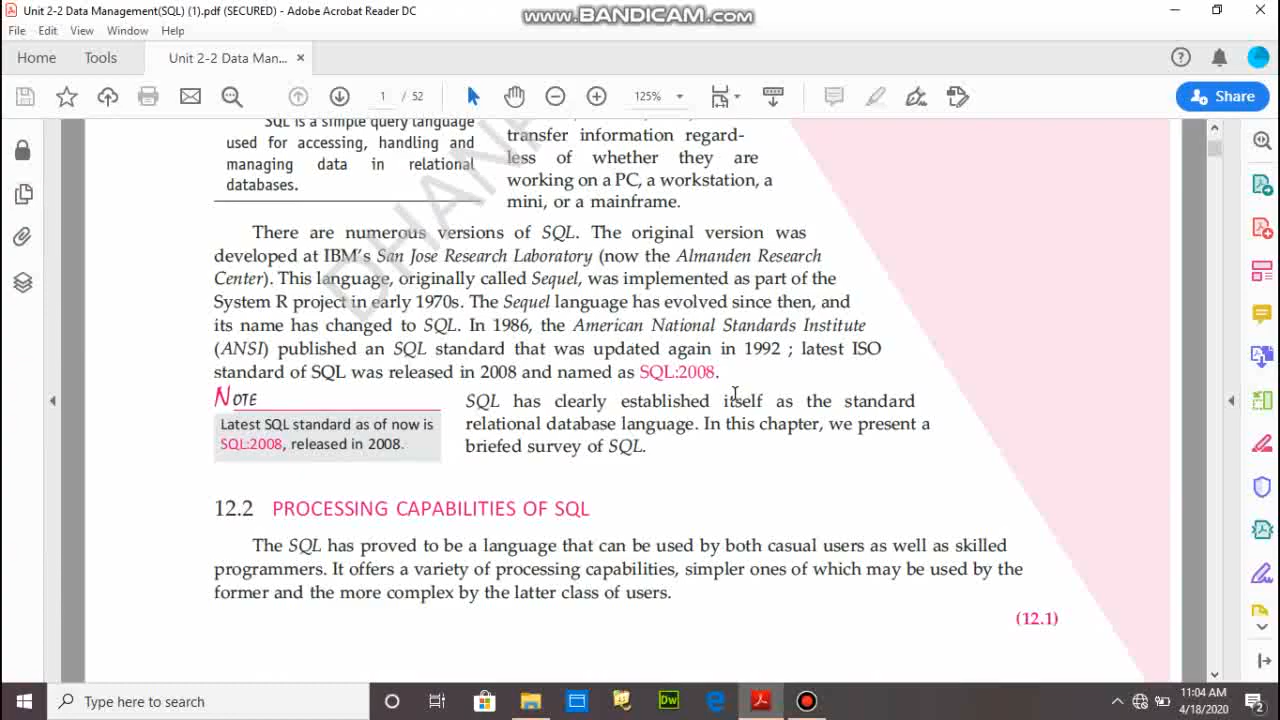 Unit 2-2 Data Management(SQL) (1).pdf (SECURED) - Adobe Acrobat Reader DC
www.BANDICAM.com
File Edit View Window Help
Home Tools Unit 2-2 Data Man... ×
1 / 52 125% Share
SQL is a simple query language
used for accessing, handling and
managing data in relational
databases.
transfer information regard-
less of whether they are
working on a PC, a workstation, a
mini, or a mainframe.
DHAN
There are numerous versions of SQL. The original version was
developed at IBM's San Jose Research Laboratory (now the Almanden Research
Center). This language, originally called Sequel, was implemented as part of the
System R project in early 1970s. The Sequel language has evolved since then, and
its name has changed to SQL. In 1986, the American National Standards Institute
(ANSI) published an SQL standard that was updated again in 1992 ; latest ISO
standard of SQL was released in 2008 and named as SQL:2008.
NOTE
Latest SQL standard as of now is
SQL:2008, released in 2008.
SQL has clearly established itself as the standard
relational database language. In this chapter, we present a
briefed survey of SQL.
12.2 PROCESSING CAPABILITIES OF SQL
The SQL has proved to be a language that can be used by both casual users as well as skilled
programmers. It offers a variety of processing capabilities, simpler ones of which may be used by the
former and the more complex by the latter class of users.
(12.1)
Type here to search
Dw
11:04 AM
4/18/2020
2